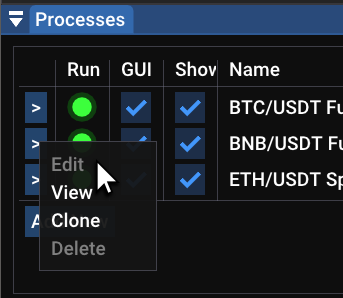 Processes
Run GUI Show Name
> BTC/USDT Fu
> BNB/USDT Fu
> ETH/USDT Sp
Edit
View
Clone
Delete